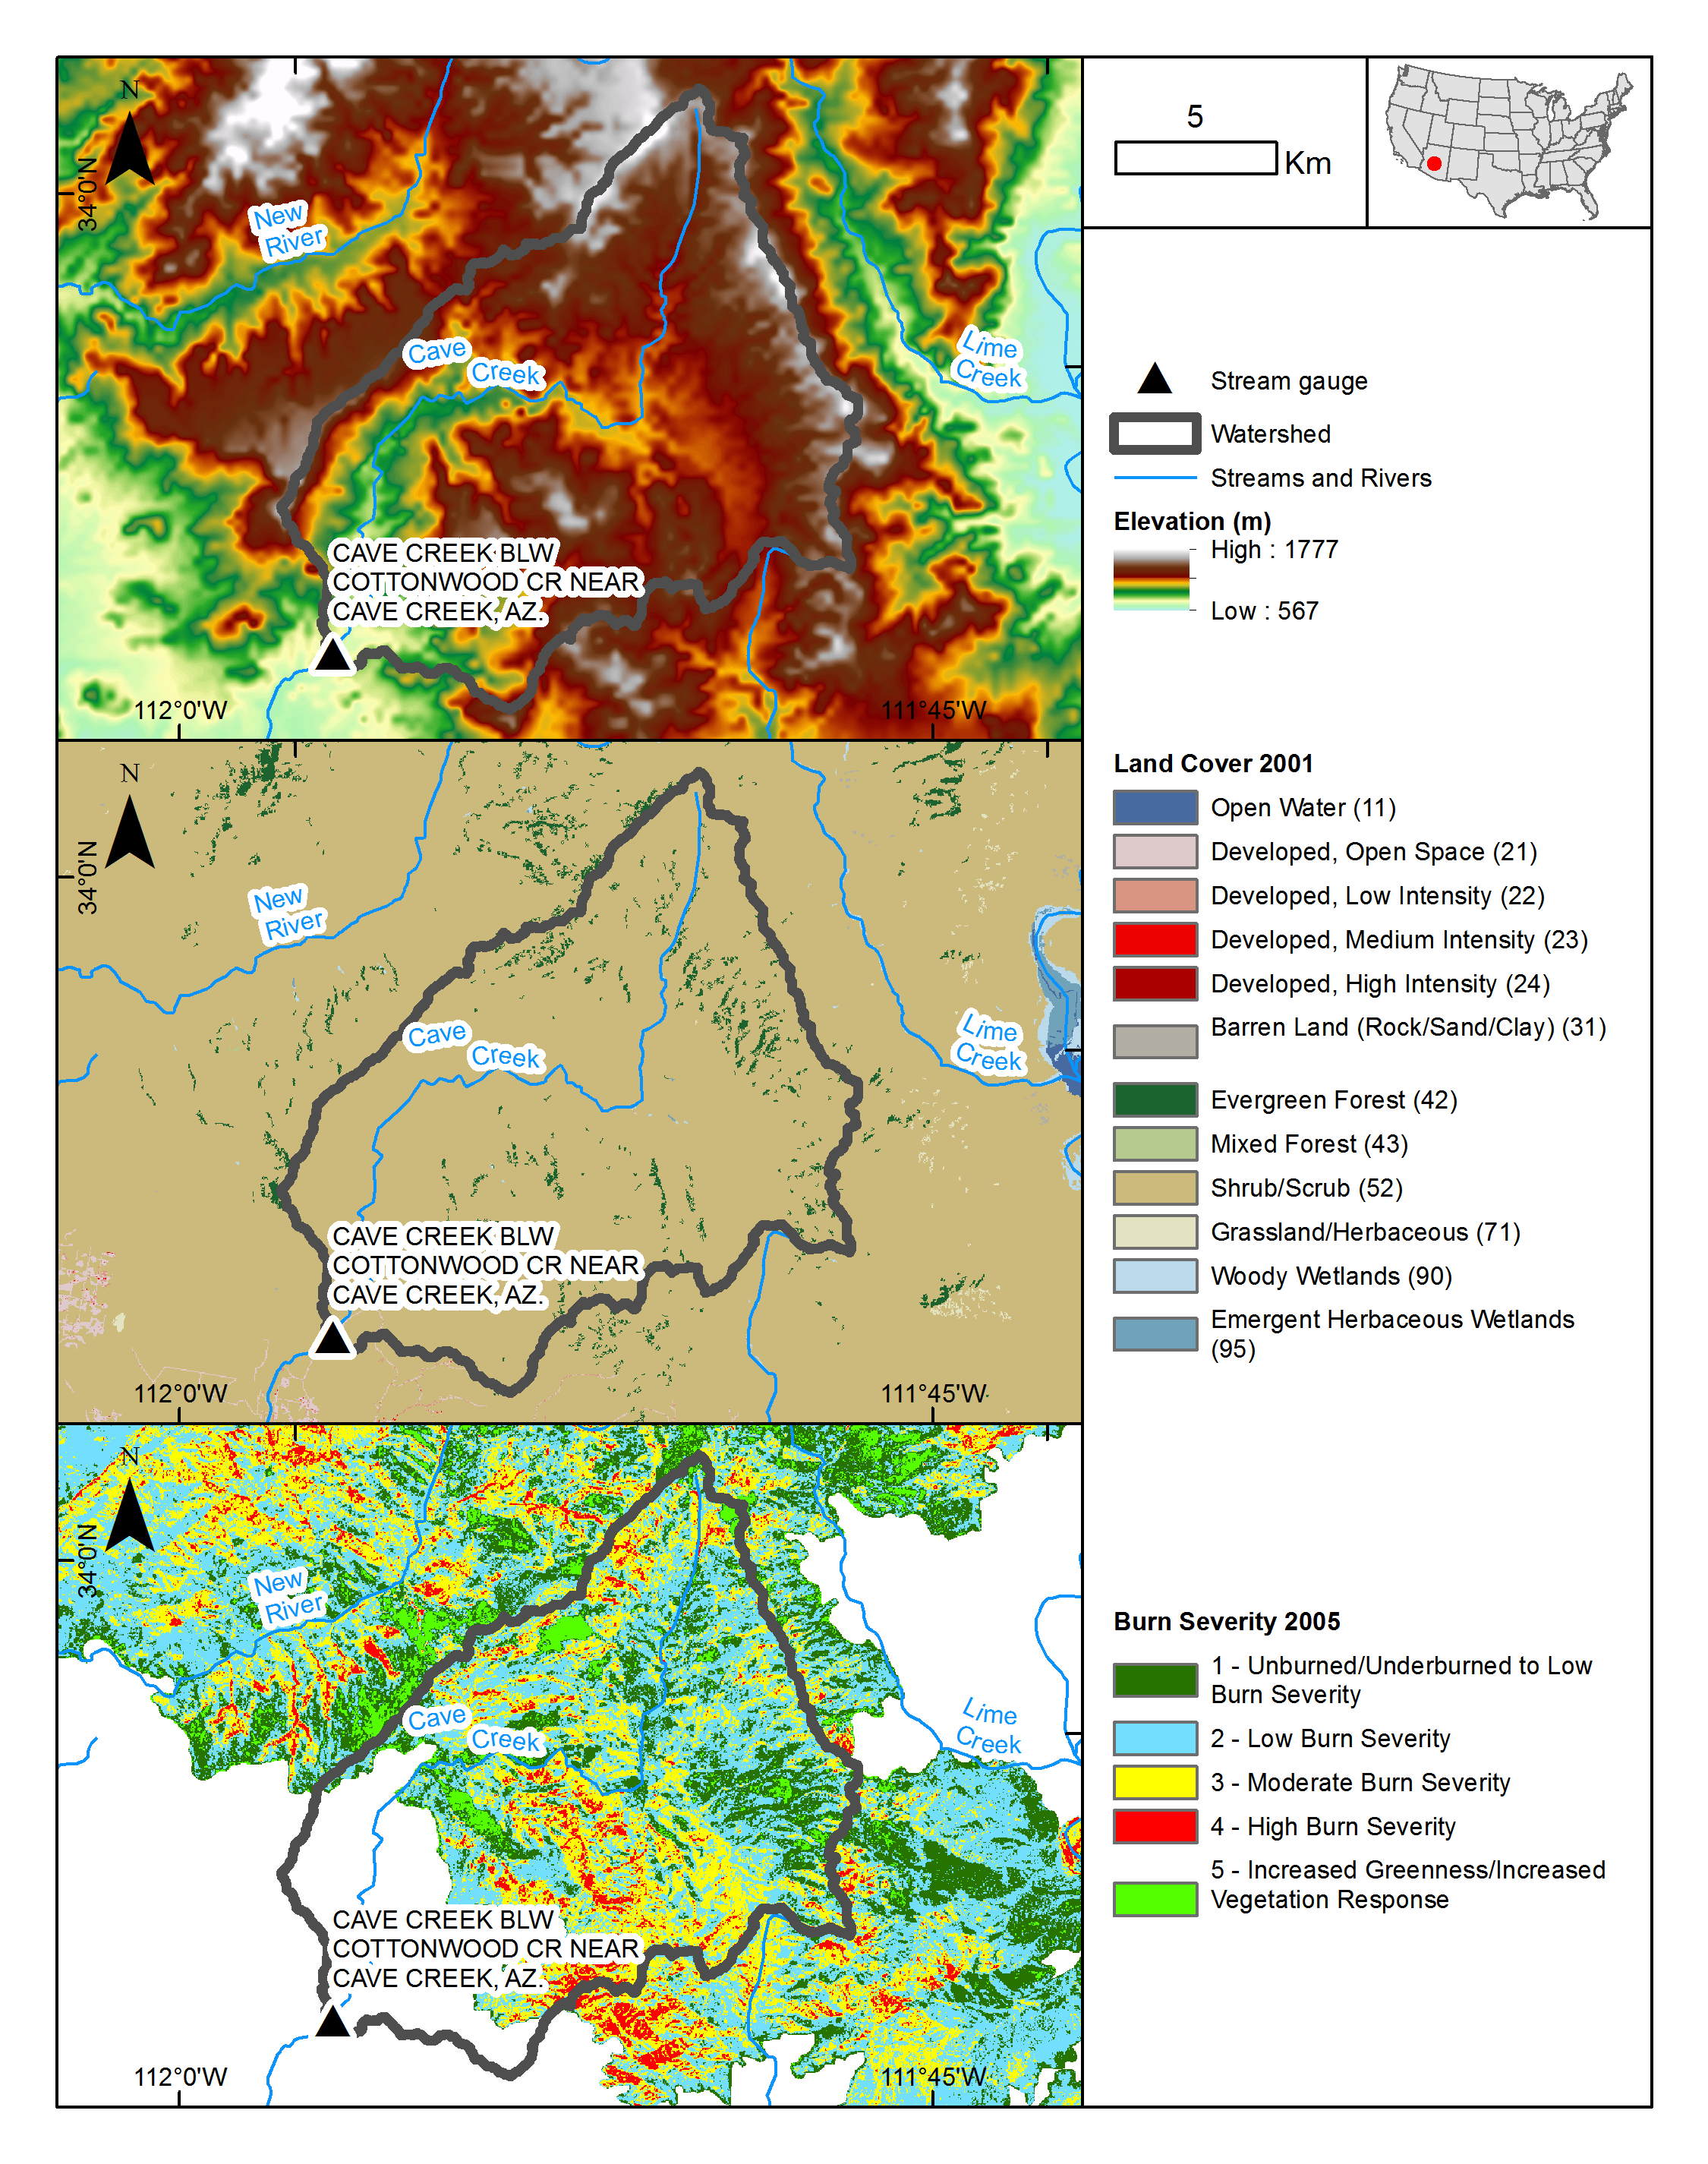 N
34°0'N
New
River
Cave
Creek
Lime
Creek
CAVE CREEK BLW
COTTONWOOD CR NEAR
CAVE CREEK, AZ.
112°0'W
111°45'W
N
34°0'N
New
River
Cave
Creek
Lime
Creek
CAVE CREEK BLW
COTTONWOOD CR NEAR
CAVE CREEK, AZ.
112°0'W
111°45'W
N
34°0'N
New
River
Cave
Creek
Lime
Creek
CAVE CREEK BLW
COTTONWOOD CR NEAR
CAVE CREEK, AZ.
112°0'W
111°45'W
5
Km
Stream gauge
Watershed
Streams and Rivers
Elevation (m)
High : 1777
Low : 567
Land Cover 2001
Open Water (11)
Developed, Open Space (21)
Developed, Low Intensity (22)
Developed, Medium Intensity (23)
Developed, High Intensity (24)
Barren Land (Rock/Sand/Clay) (31)
Evergreen Forest (42)
Mixed Forest (43)
Shrub/Scrub (52)
Grassland/Herbaceous (71)
Woody Wetlands (90)
Emergent Herbaceous Wetlands
(95)
Burn Severity 2005
1 - Unburned/Underburned to Low
Burn Severity
2 - Low Burn Severity
3 - Moderate Burn Severity
4 - High Burn Severity
5 - Increased Greenness/Increased
Vegetation Response